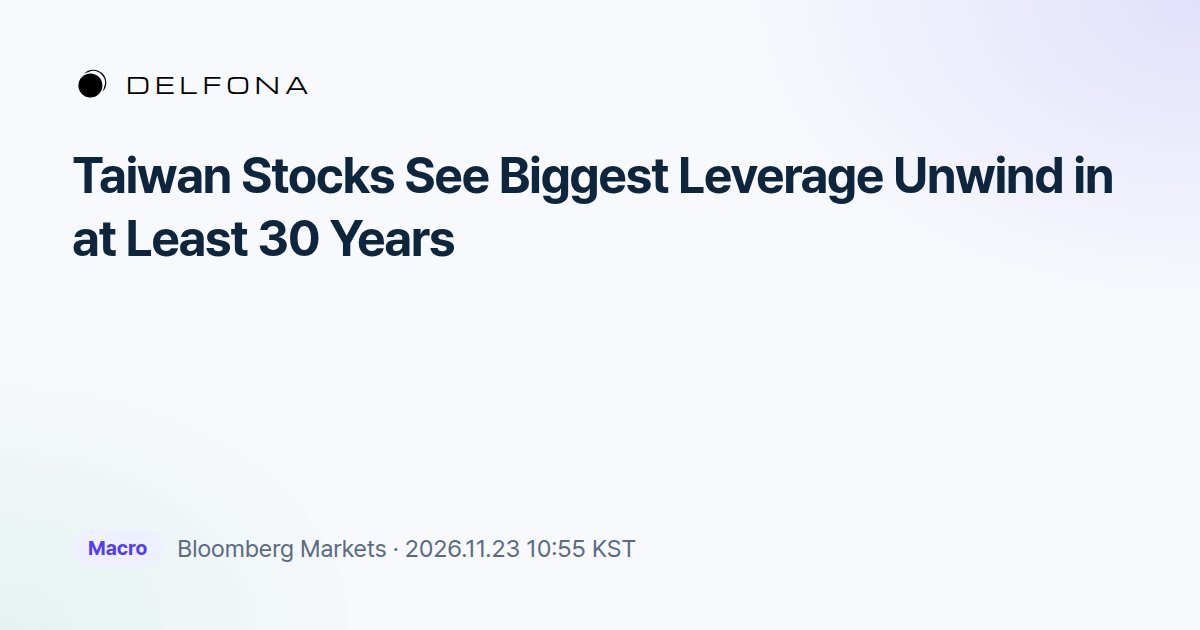 DELFONA
Taiwan Stocks See Biggest Leverage Unwind in
at Least 30 Years
Macro Bloomberg Markets · 2026.11.23 10:55 KST